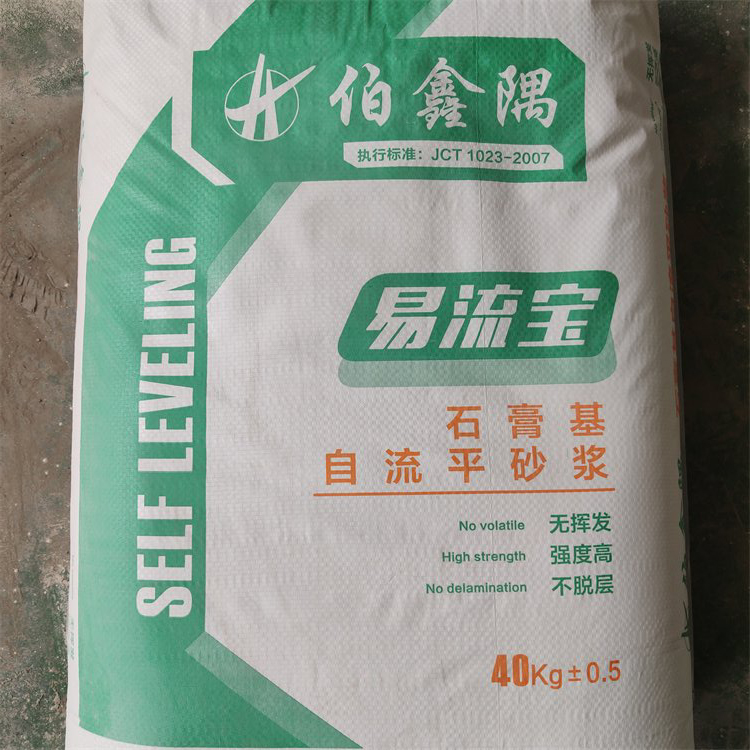 伯鑫隅
执行标准：JCT 1023-2007
SELF LEVELING
易流宝
石膏基
自流平砂浆
No volatile 无挥发
High strength 强度高
No delamination 不脱层
40Kg±0.5